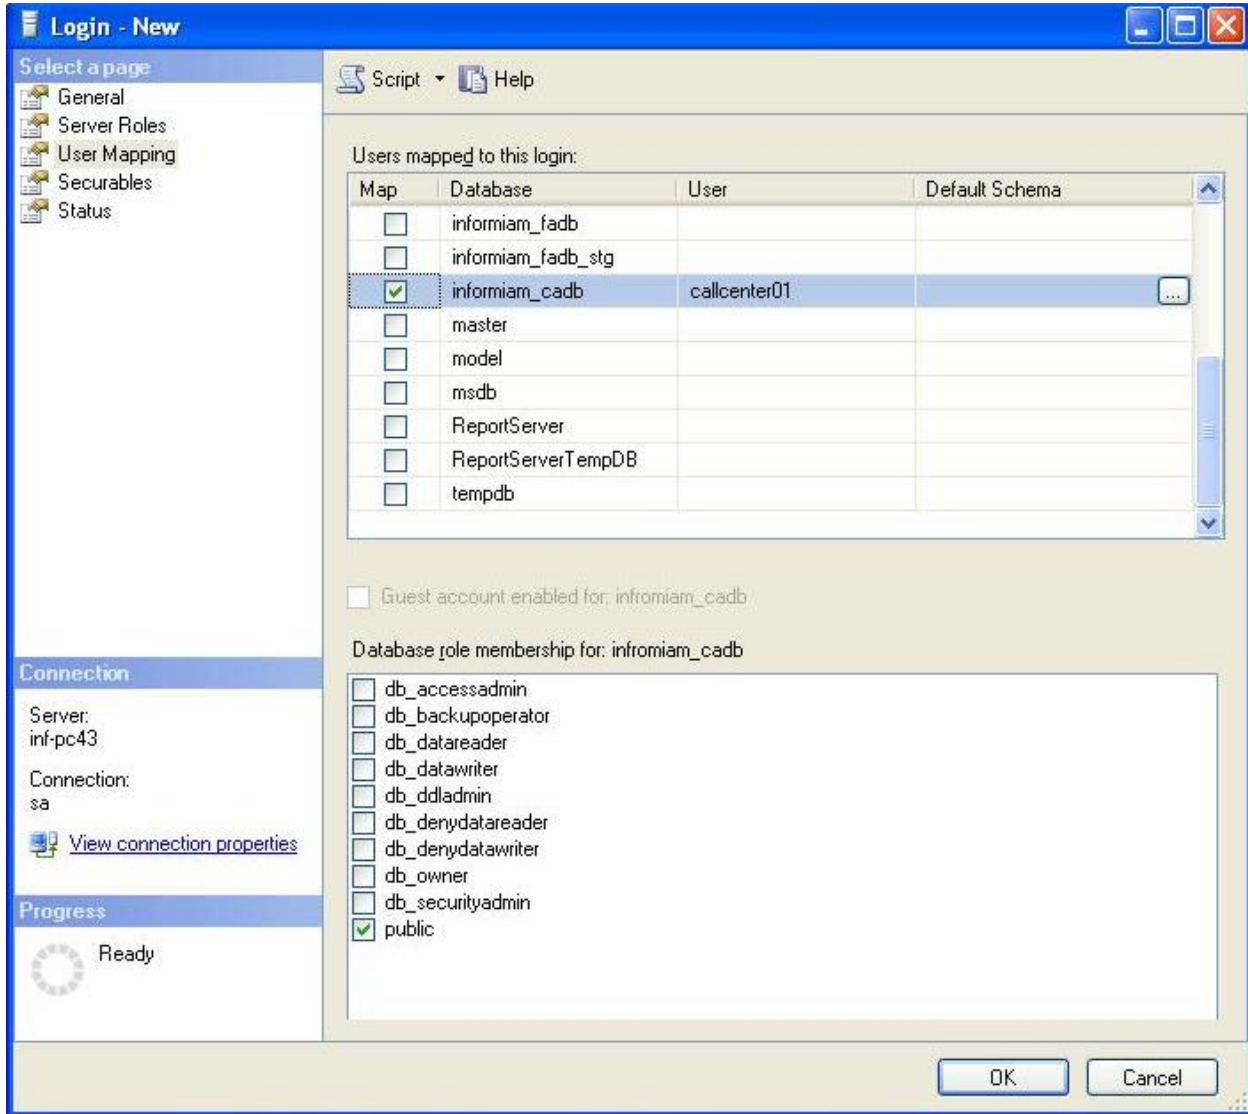 Login - New
Select a page
General
Server Roles
User Mapping
Securables
Status
Script Help
Users mapped to this login:
Map Database User Default Schema
informiam_fadb
informiam_fadb_stg
informiam_cadb callcenter01 ...
master
model
msdb
ReportServer
ReportServerTempDB
tempdb
Guest account enabled for: infromiam_cadb
Database role membership for: infromiam_cadb
db_accessadmin
db_backupoperator
db_datareader
db_datawriter
db_ddladmin
db_denydatareader
db_denydatawriter
db_owner
db_securityadmin
public
Connection
Server:
inf-pc43
Connection:
sa
View connection properties
Progress
Ready
OK Cancel